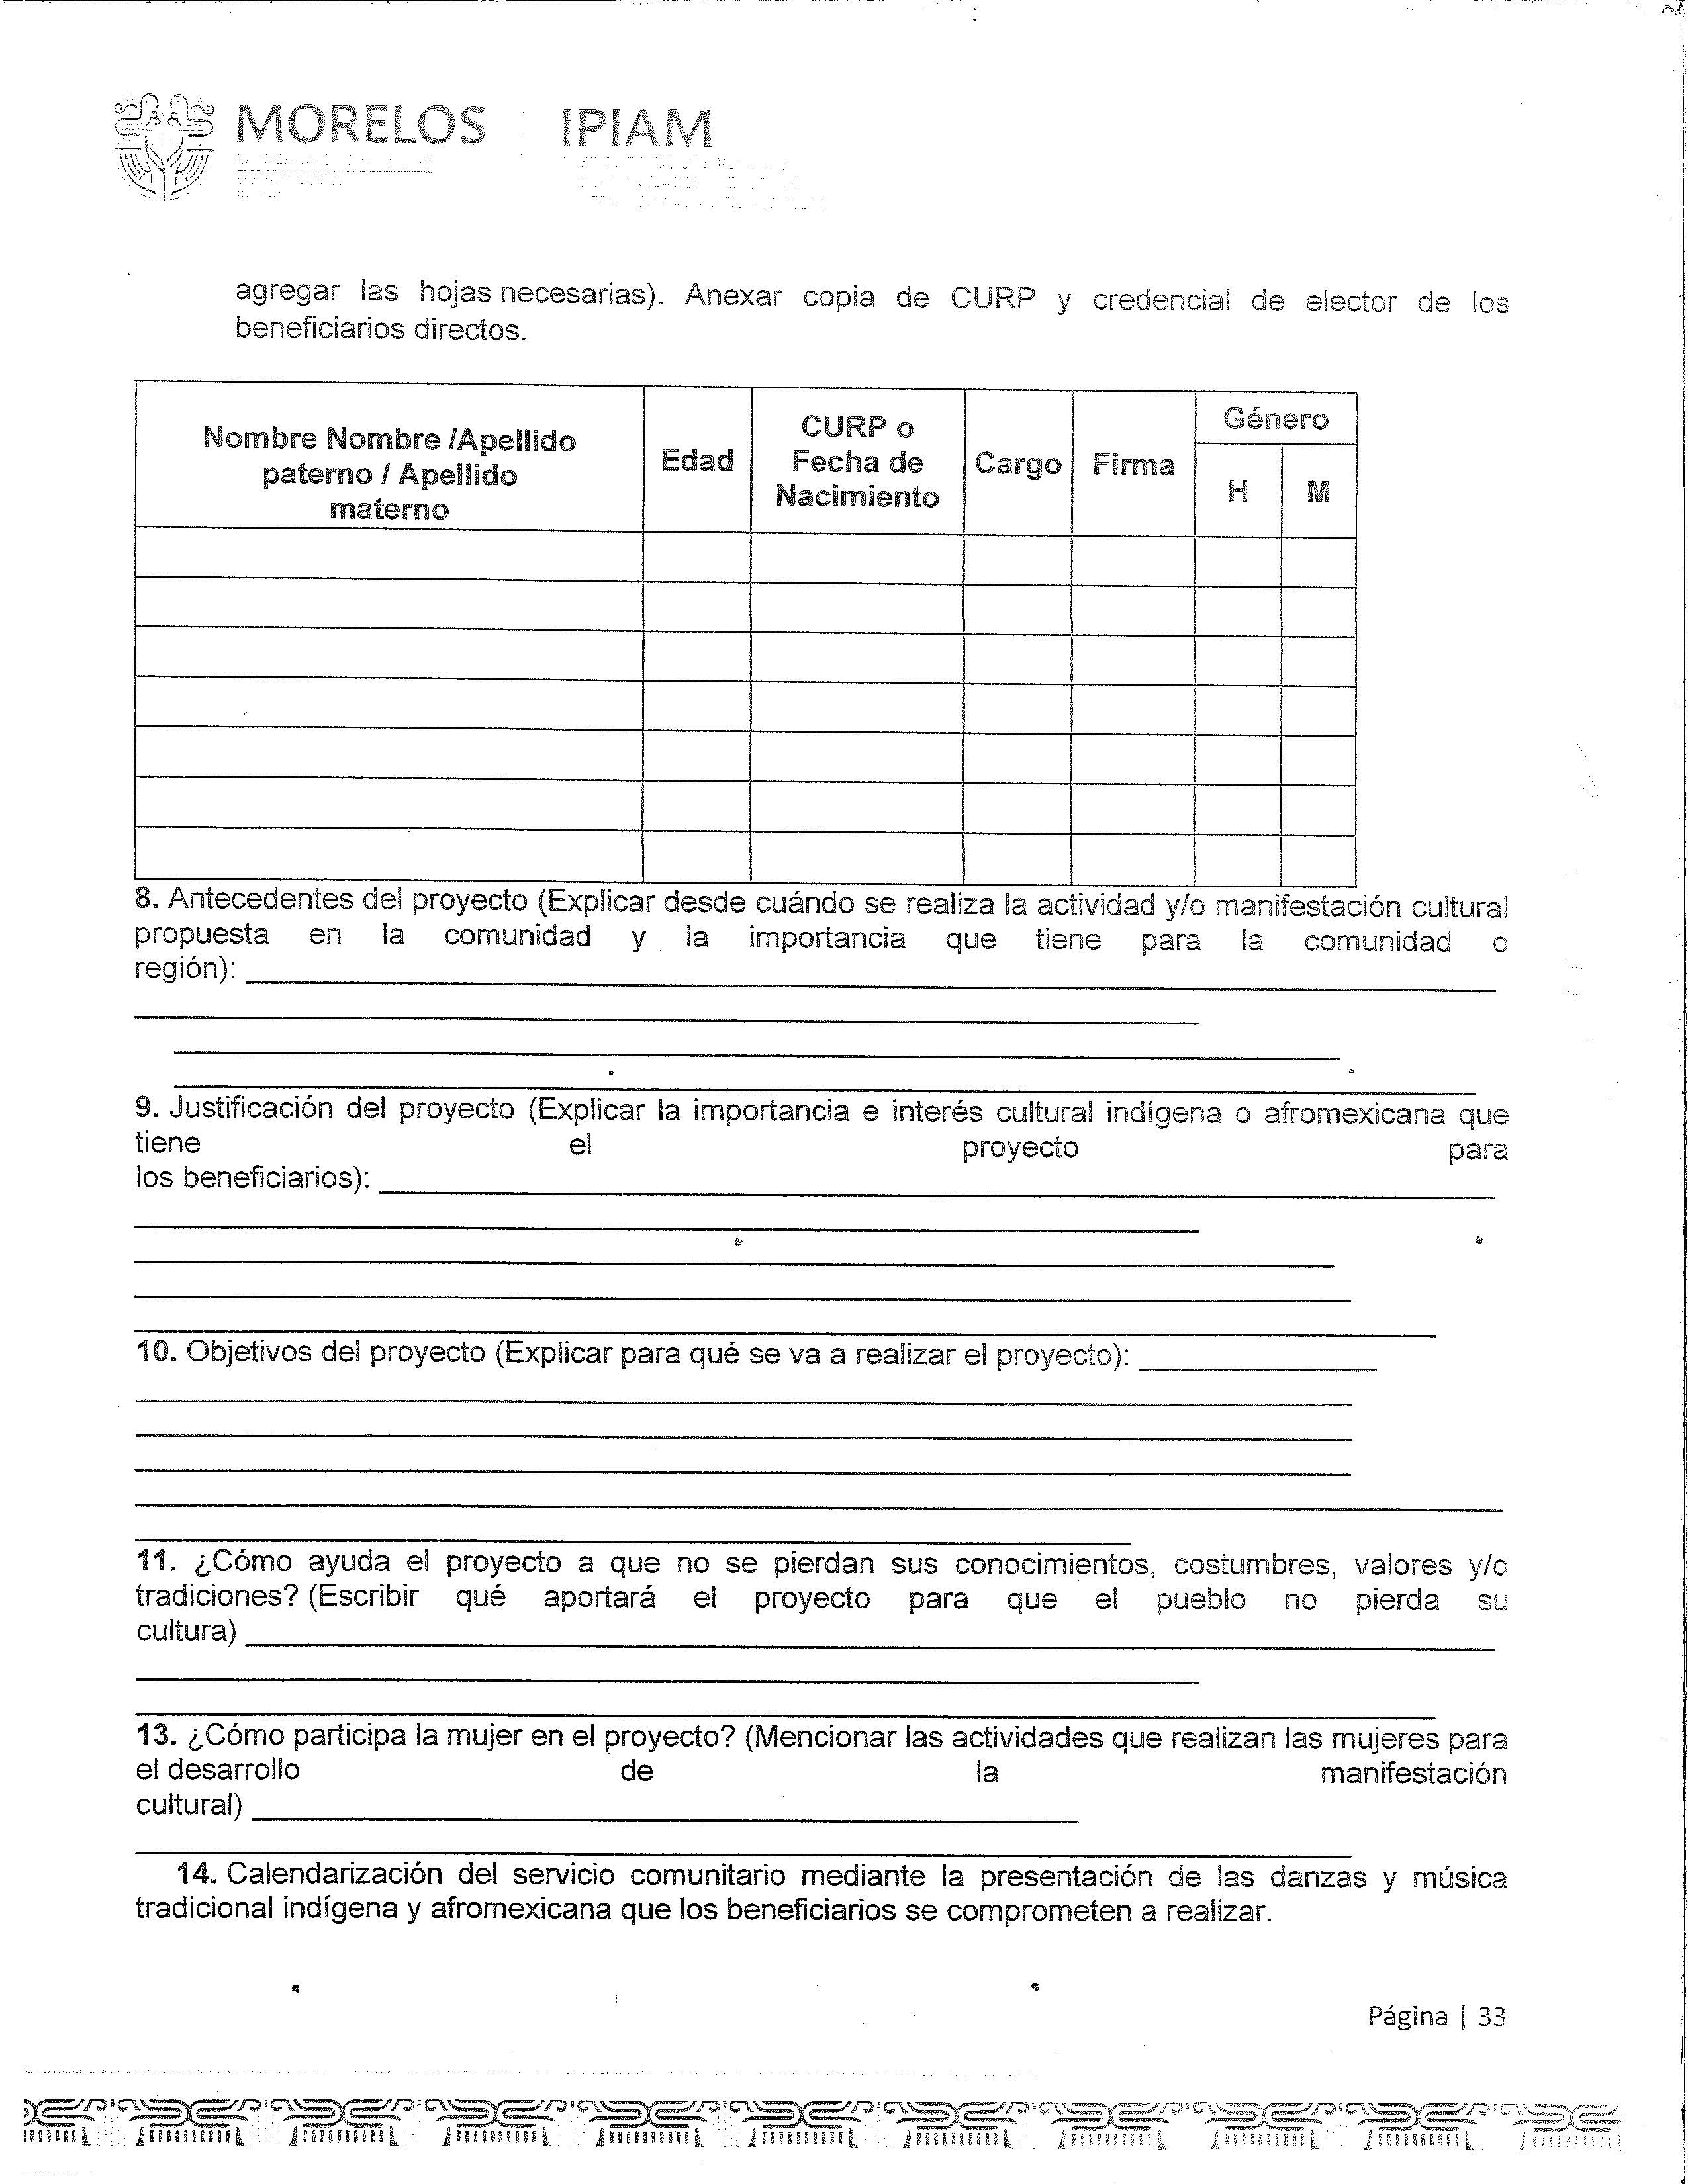 MORELOS IPIAM
agregar las hojas necesarias). Anexar copia de CURP y credencial de elector de los
beneficiarios directos.
Nombre Nombre /Apellido
paterno / Apellido
materno
Edad
CURP o
Fecha de
Nacimiento
Cargo
Firma
Género
H
M
8. Antecedentes del proyecto (Explicar desde cuándo se realiza la actividad y/o manifestación cultural
propuesta en la comunidad y la importancia que tiene para la comunidad o
región):
9. Justificación del proyecto (Explicar la importancia e interés cultural indígena o afromexicana que
tiene el proyecto para
los beneficiarios):
10. Objetivos del proyecto (Explicar para qué se va a realizar el proyecto):
11. ¿Cómo ayuda el proyecto a que no se pierdan sus conocimientos, costumbres, valores y/o
tradiciones? (Escribir qué aportará el proyecto para que el pueblo no pierda su
cultura)
13. ¿Cómo participa la mujer en el proyecto? (Mencionar las actividades que realizan las mujeres para
el desarrollo de la manifestación
cultural)
14. Calendarización del servicio comunitario mediante la presentación de las danzas y música
tradicional indígena y afromexicana que los beneficiarios se comprometen a realizar.
Página | 33